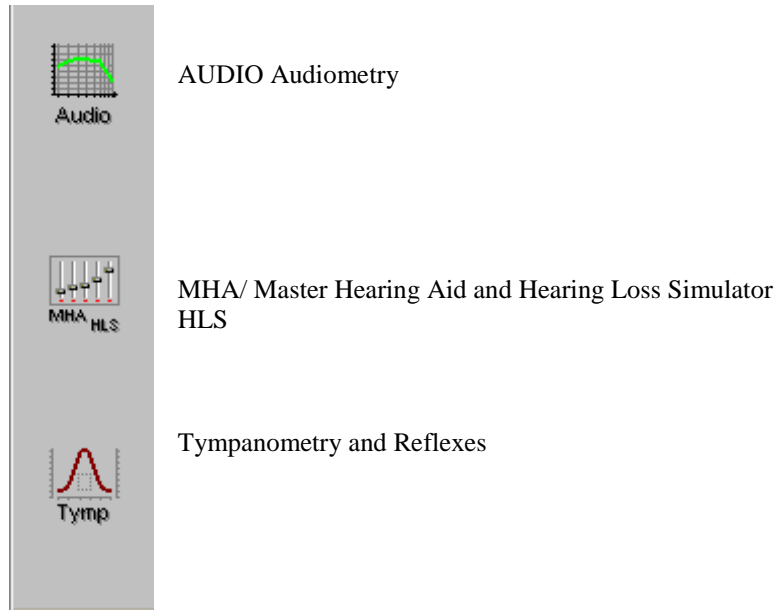 Audio
AUDIO Audiometry
MHA HLS
MHA/ Master Hearing Aid and Hearing Loss Simulator
HLS
Tympanometry and Reflexes
Tymp